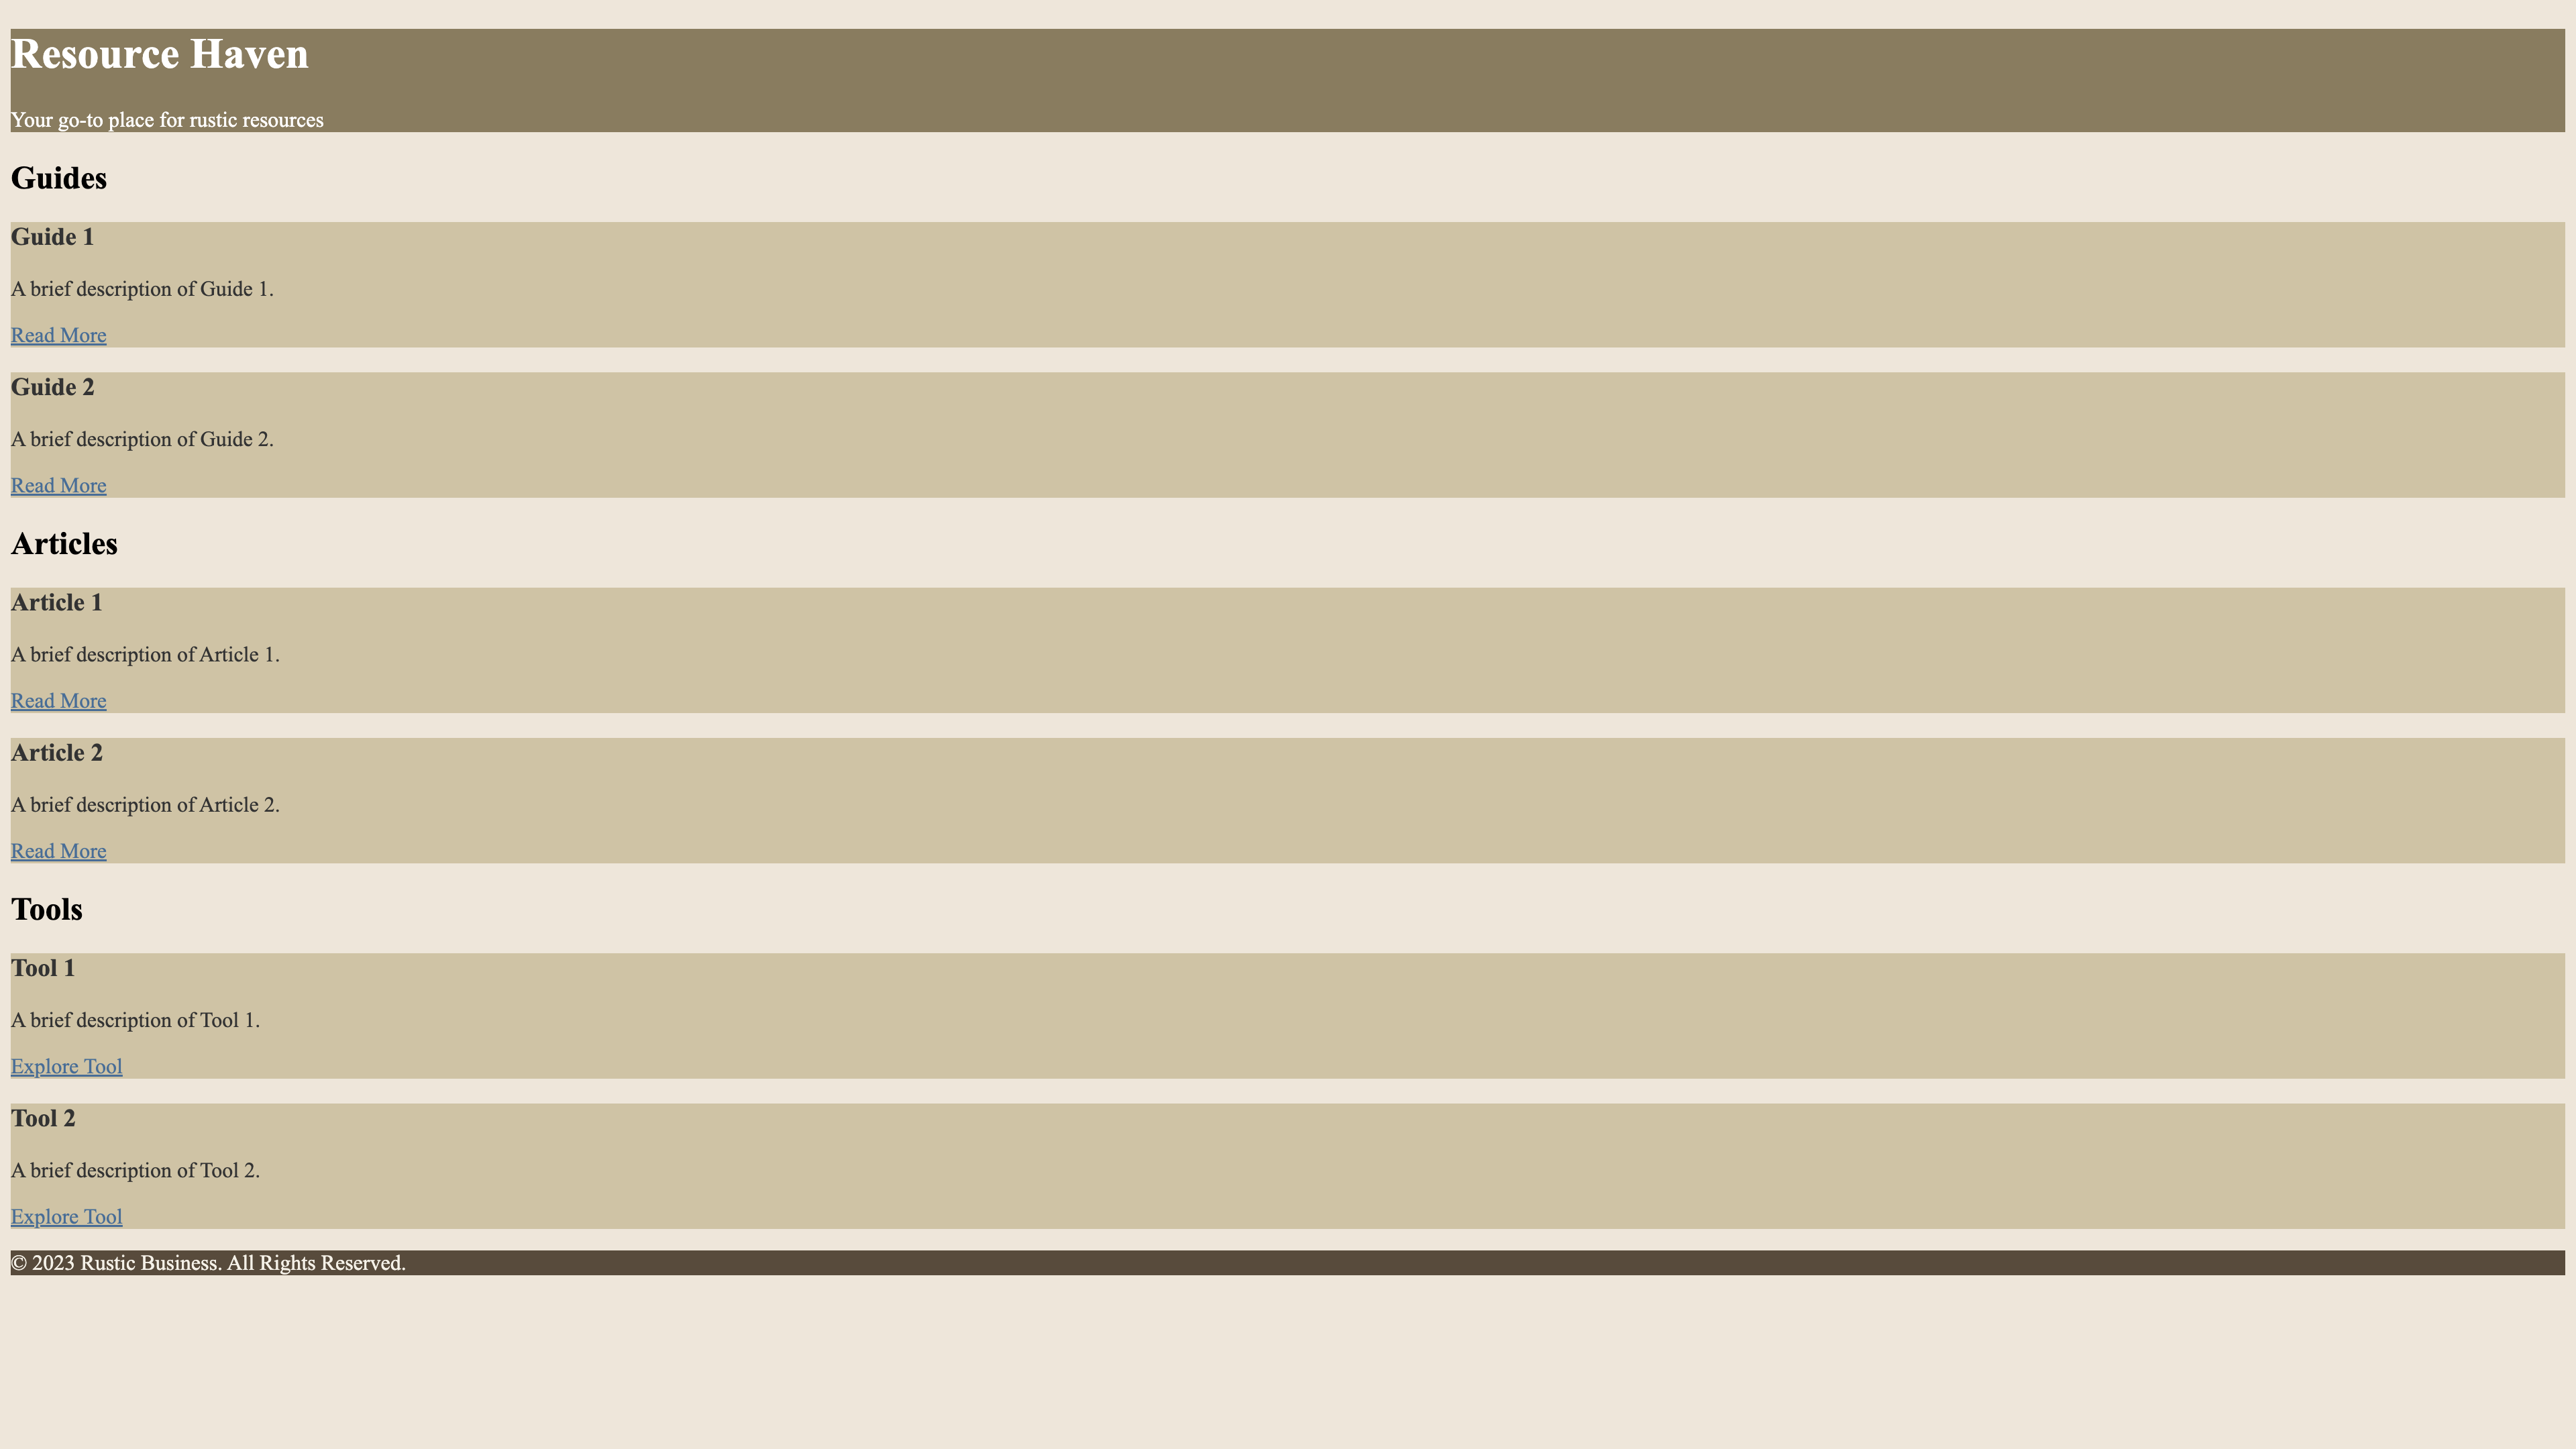 Resource Haven
Your go-to place for rustic resources
Guides
Guide 1
A brief description of Guide 1.
Read More
Guide 2
A brief description of Guide 2.
Read More
Articles
Article 1
A brief description of Article 1.
Read More
Article 2
A brief description of Article 2.
Read More
Tools
Tool 1
A brief description of Tool 1.
Explore Tool
Tool 2
A brief description of Tool 2.
Explore Tool
© 2023 Rustic Business. All Rights Reserved.